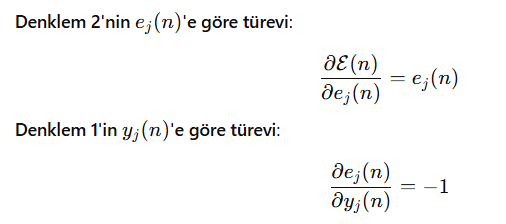 Denklem 2'nin e_j(n)'e göre türevi:
∂ℰ(n)/∂e_j(n) = e_j(n)
Denklem 1'in y_j(n)'e göre türevi:
∂e_j(n)/∂y_j(n) = −1